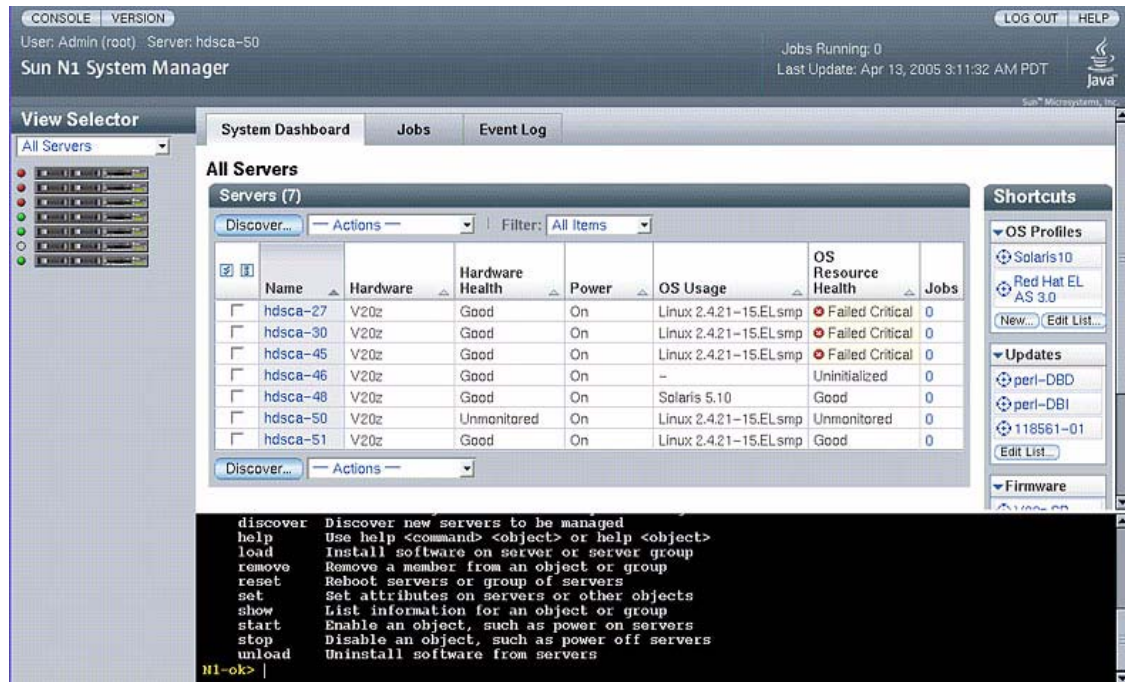 CONSOLE VERSION LOG OUT HELP
User: Admin (root) Server: hdsca-50
Jobs Running: 0
Sun N1 System Manager
Last Update: Apr 13, 2005 3:11:32 AM PDT
Java
Sun™ Microsystems, Inc.
View Selector
All Servers
System Dashboard Jobs Event Log
All Servers
Servers (7)
Discover... — Actions — Filter: All Items
Name Hardware Hardware Health Power OS Usage OS Resource Health Jobs
hdsca-27 V20z Good On Linux 2.4.21-15.ELsmp Failed Critical 0
hdsca-30 V20z Good On Linux 2.4.21-15.ELsmp Failed Critical 0
hdsca-45 V20z Good On Linux 2.4.21-15.ELsmp Failed Critical 0
hdsca-46 V20z Good On – Uninitialized 0
hdsca-48 V20z Good On Solaris 5.10 Good 0
hdsca-50 V20z Unmonitored On Linux 2.4.21-15.ELsmp Unmonitored 0
hdsca-51 V20z Good On Linux 2.4.21-15.ELsmp Good 0
Discover... — Actions —
Shortcuts
OS Profiles
Solaris10
Red Hat EL
AS 3.0
New... Edit List...
Updates
perl-DBD
perl-DBI
118561-01
Edit List...
Firmware
discover Discover new servers to be managed
help Use help <command> <object> or help <object>
load Install software on server or server group
remove Remove a member from an object or group
reset Reboot servers or group of servers
set Set attributes on servers or other objects
show List information for an object or group
start Enable an object, such as power on servers
stop Disable an object, such as power off servers
unload Uninstall software from servers
N1-ok>